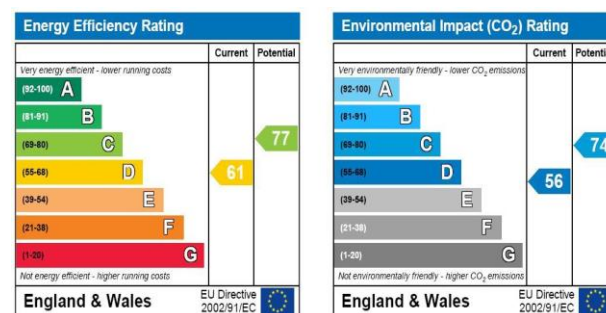 Energy Efficiency Rating
Current Potential
Very energy efficient - lower running costs
(92-100) A
(81-91) B
(69-80) C
77
(55-68) D
61
(39-54) E
(21-38) F
(1-20) G
Not energy efficient - higher running costs
England & Wales
EU Directive
2002/91/EC
Environmental Impact (CO₂) Rating
Current Potential
Very environmentally friendly - lower CO₂ emissions
(92-100) A
(81-91) B
(69-80) C
74
(55-68) D
56
(39-54) E
(21-38) F
(1-20) G
Not environmentally friendly - higher CO₂ emissions
England & Wales
EU Directive
2002/91/EC